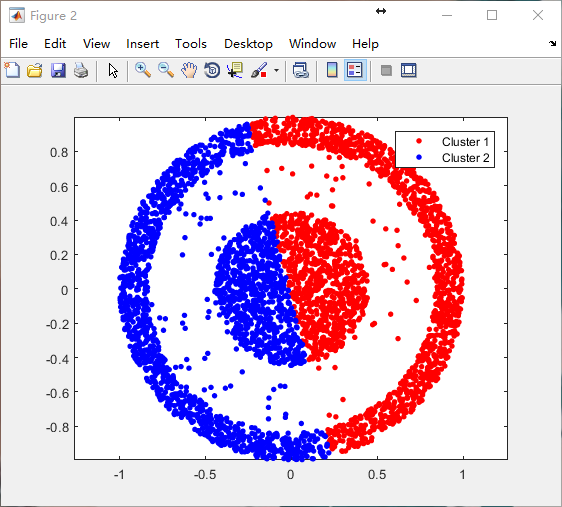 Figure 2
File Edit View Insert Tools Desktop Window Help
Cluster 1
Cluster 2
0.8
0.6
0.4
0.2
0
-0.2
-0.4
-0.6
-0.8
-1 -0.5 0 0.5 1